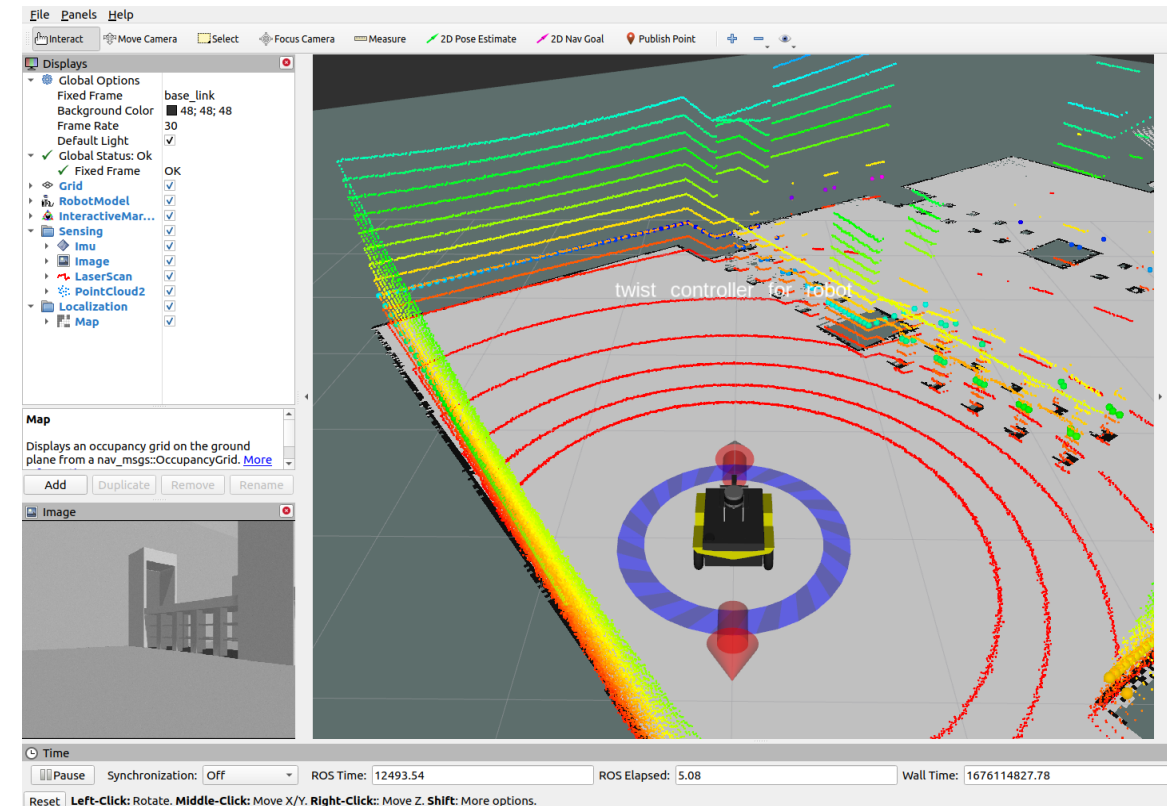 File Panels Help
Interact Move Camera Select Focus Camera Measure 2D Pose Estimate 2D Nav Goal Publish Point
Displays
Global Options
Fixed Frame base_link
Background Color 48; 48; 48
Frame Rate 30
Default Light
Global Status: Ok
Fixed Frame OK
Grid
RobotModel
InteractiveMar...
Sensing
Imu
Image
LaserScan
PointCloud2
Localization
Map
Map
Displays an occupancy grid on the ground
plane from a nav_msgs::OccupancyGrid. More
Add Duplicate Remove Rename
Image
twist controller for robot
Time
Pause Synchronization: Off ROS Time: 12493.54 ROS Elapsed: 5.08 Wall Time: 1676114827.78
Reset Left-Click: Rotate. Middle-Click: Move X/Y. Right-Click:: Move Z. Shift: More options.